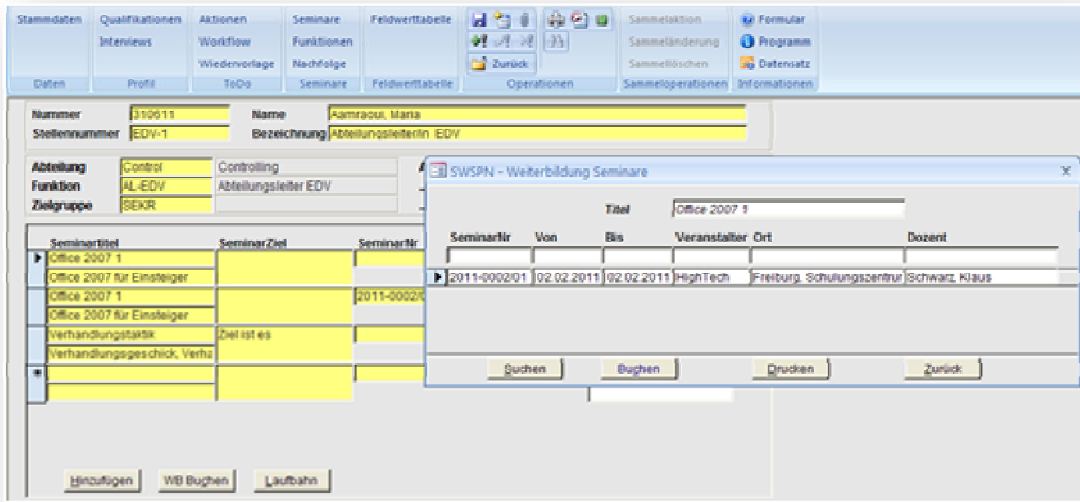 Stammdaten Qualifikationen Aktionen Seminare Feldwerttabelle Sammelaktion Formular
Interviews Workflow Funktionen Sammeländerung Programm
Wiedervorlage Nachfolge Zurück Sammellöschen Datensatz
Daten Profil ToDo Seminare Feldwerttabelle Operationen Sammeloperationen Informationen
Nummer 310611 Name Aamraoui, Maria
Stellennummer EDV-1 Bezeichnung Abteilungsleiter/in EDV
Abteilung Control Controlling
Funktion AL-EDV Abteilungsleiter EDV
Zielgruppe SEKR
Seminartitel SeminarZiel SeminarNr
Office 2007 1
Office 2007 für Einsteiger
Office 2007 1 2011-0002/0
Office 2007 für Einsteiger
Verhandlungstaktik Ziel ist es
Verhandlungsgeschick, Verha
Hinzufügen WB Buchen Laufbahn
SWSPN - Weiterbildung Seminare x
Titel Office 2007 1
SeminarNr Von Bis Veranstalter Ort Dozent
2011-0002/01 02.02.2011 02.02.2011 HighTech Freiburg, Schulungszentrum Schwarz, Klaus
Suchen Buchen Drucken Zurück